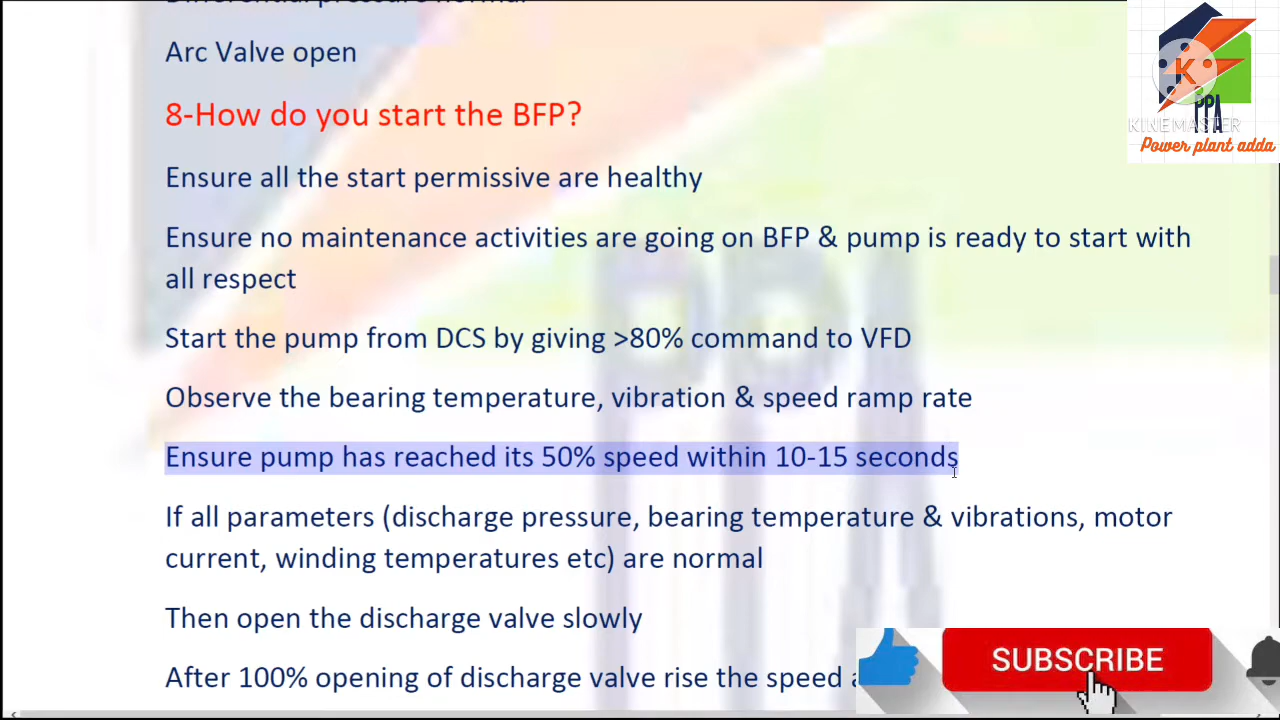 Differential pressure normal
Arc Valve open
8-How do you start the BFP?
Ensure all the start permissive are healthy
Ensure no maintenance activities are going on BFP & pump is ready to start with
all respect
Start the pump from DCS by giving >80% command to VFD
Observe the bearing temperature, vibration & speed ramp rate
Ensure pump has reached its 50% speed within 10-15 seconds
If all parameters (discharge pressure, bearing temperature & vibrations, motor
current, winding temperatures etc) are normal
Then open the discharge valve slowly
After 100% opening of discharge valve rise the speed
K
PPA
KINEMASTER
Power plant adda
SUBSCRIBE